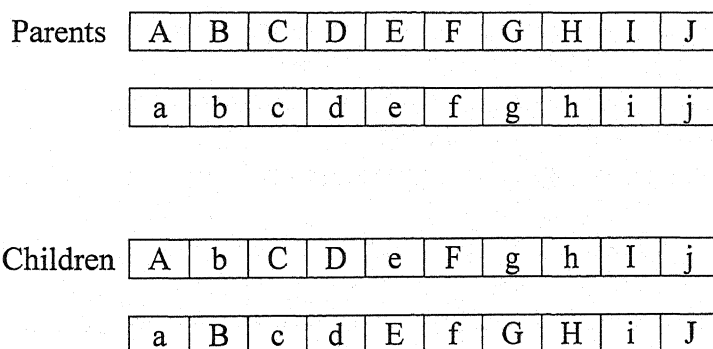 Parents A B C D E F G H I J
a b c d e f g h i j
Children A b C D e F g h I j
a B c d E f G H i J